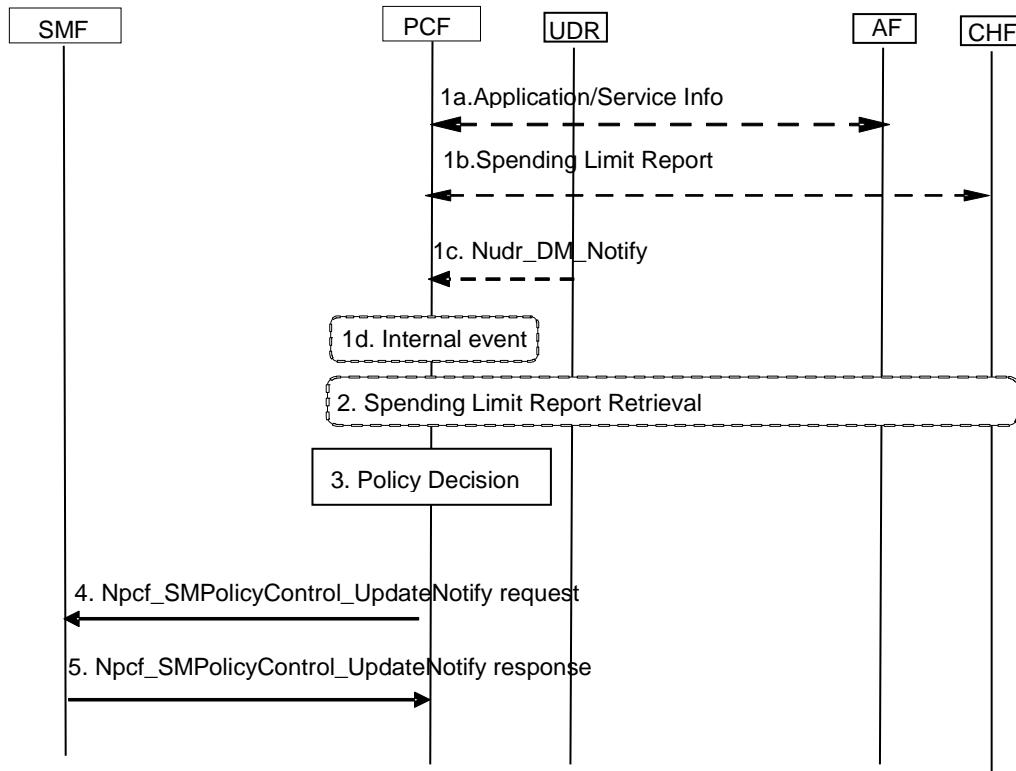 SMF
PCF
UDR
AF
CHF
1a.Application/Service Info
1b.Spending Limit Report
1c. Nudr_DM_Notify
1d. Internal event
2. Spending Limit Report Retrieval
3. Policy Decision
4. Npcf_SMPolicyControl_UpdateNotify request
5. Npcf_SMPolicyControl_UpdateNotify response